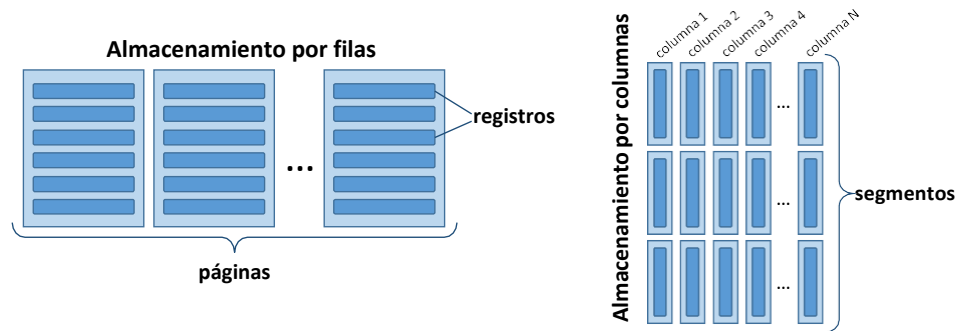 Almacenamiento por filas
registros
...
páginas
Almacenamiento por columnas
columna 1
columna 2
columna 3
columna 4
columna N
...
...
...
segmentos